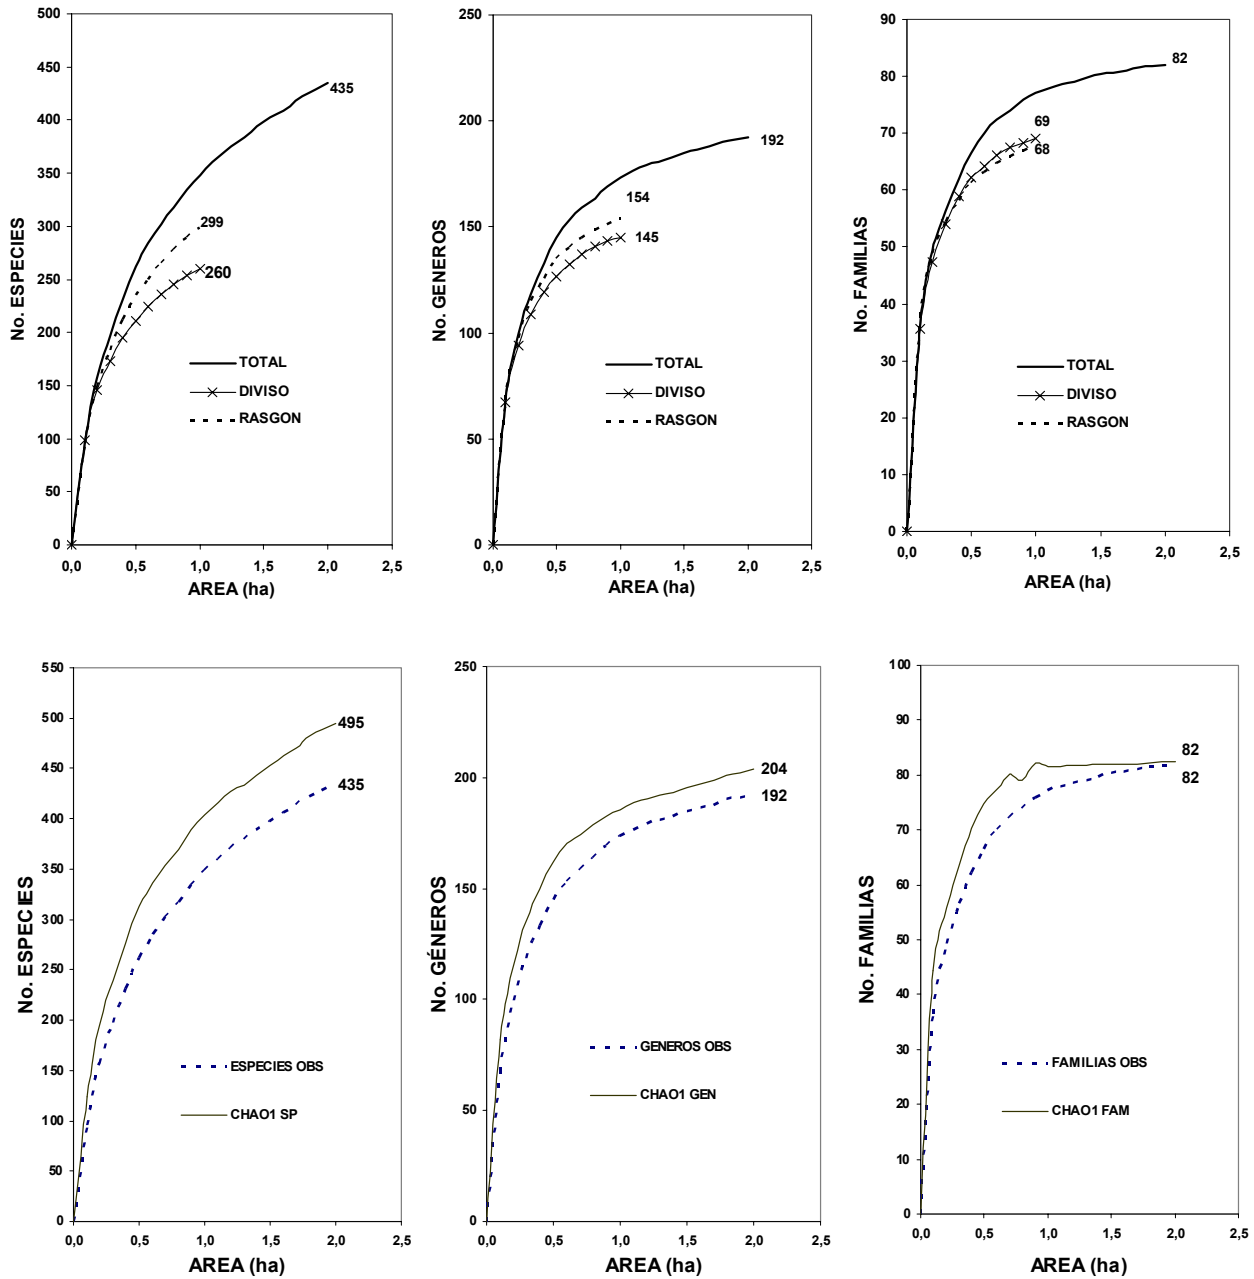 No. ESPECIES
500
450
400
350
300
250
200
150
100
50
0
435
299
260
TOTAL
DIVISO
RASGON
0,0 0,5 1,0 1,5 2,0 2,5
AREA (ha)
No. GENEROS
250
200
150
100
50
0
192
154
145
TOTAL
DIVISO
RASGON
0,0 0,5 1,0 1,5 2,0 2,5
AREA (ha)
No. FAMILIAS
90
80
70
60
50
40
30
20
10
0
82
69
68
TOTAL
DIVISO
RASGON
0,0 0,5 1,0 1,5 2,0 2,5
AREA (ha)
No. ESPECIES
550
500
450
400
350
300
250
200
150
100
50
0
495
435
ESPECIES OBS
CHAO1 SP
0,0 0,5 1,0 1,5 2,0 2,5
AREA (ha)
No. GÉNEROS
250
200
150
100
50
0
204
192
GENEROS OBS
CHAO1 GEN
0,0 0,5 1,0 1,5 2,0 2,5
AREA (ha)
No. FAMILIAS
100
90
80
70
60
50
40
30
20
10
0
82
82
FAMILIAS OBS
CHAO1 FAM
0,0 0,5 1,0 1,5 2,0 2,5
AREA (ha)